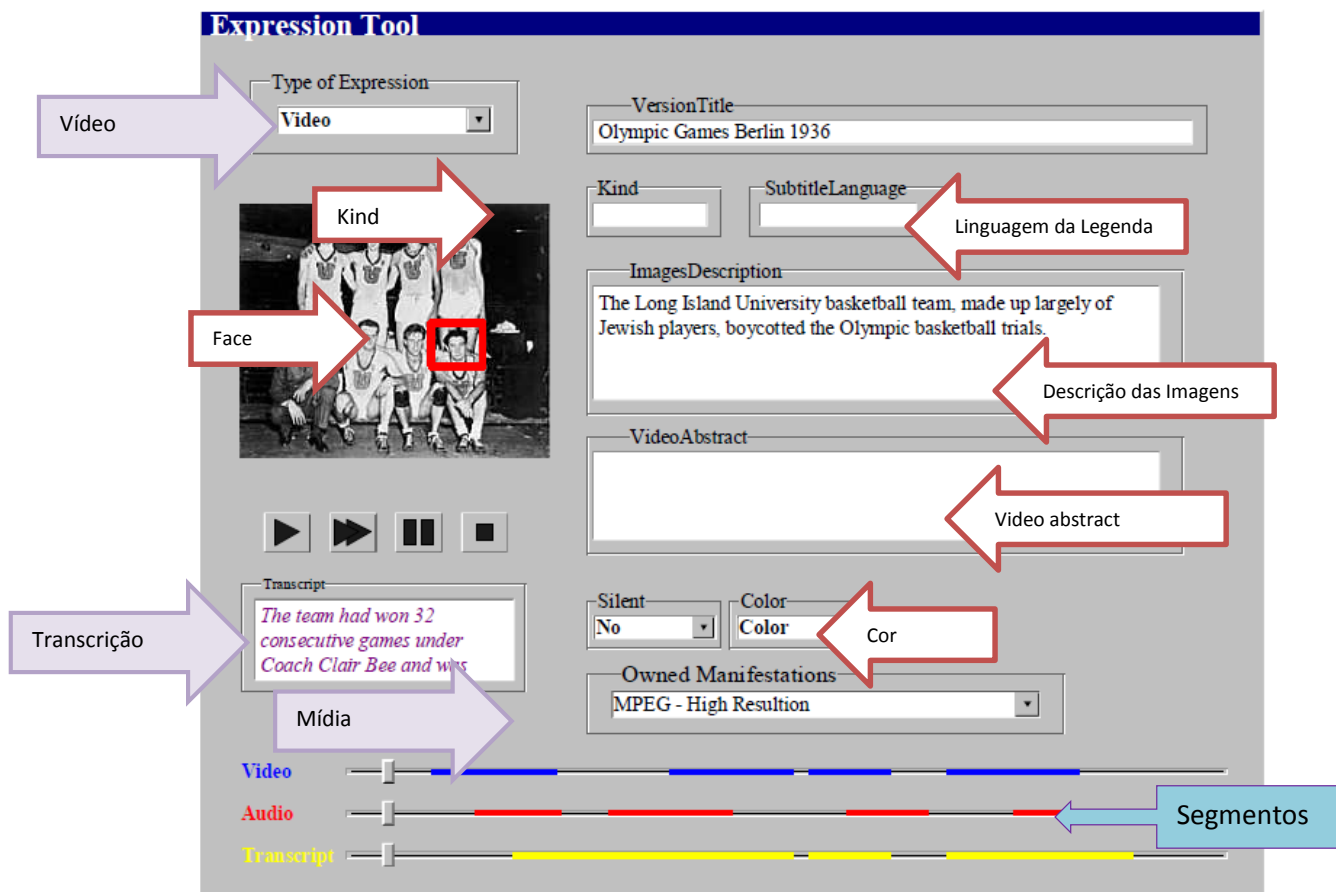 Expression Tool
Type of Expression
Video
Vídeo
VersionTitle
Olympic Games Berlin 1936
Kind
Kind
SubtitleLanguage
Linguagem da Legenda
ImagesDescription
The Long Island University basketball team, made up largely of
Jewish players, boycotted the Olympic basketball trials.
Face
Descrição das Imagens
VideoAbstract
Video abstract
Transcript
The team had won 32
consecutive games under
Coach Clair Bee and was
Transcrição
Silent
No
Color
Color
Cor
Owned Manifestations
MPEG - High Resultion
Mídia
Video
Audio
Segmentos
Transcript